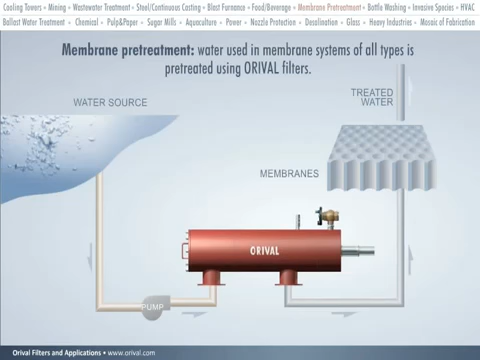 Cooling Towers • Mining • Wastewater Treatment • Steel/Continuous Casting • Blast Furnance • Food/Beverage • Membrane Pretreatment • Bottle Washing • Invasive Species • HVAC
Ballast Water Treatment • Chemical • Pulp&Paper • Sugar Mills • Aquaculture • Power • Nozzle Protection • Desalination • Glass • Heavy Industries • Mosaic of Fabrication
Membrane pretreatment: water used in membrane systems of all types is
pretreated using ORIVAL filters.
WATER SOURCE
TREATED
WATER
MEMBRANES
ORIVAL
PUMP
Orival Filters and Applications • www.orival.com